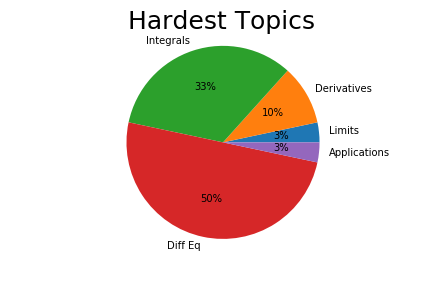 Hardest Topics
Integrals
33%
Derivatives
10%
Limits
3%
3%
Applications
50%
Diff Eq